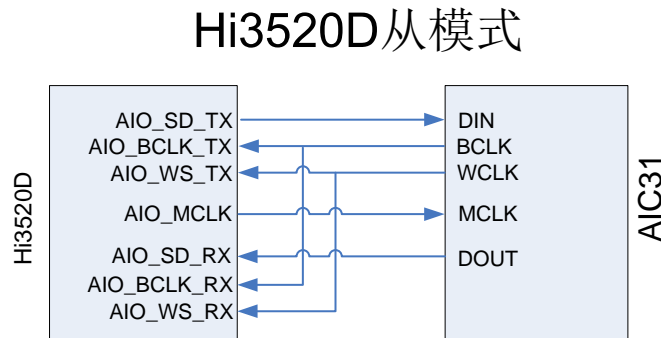 Hi3520D从模式
Hi3520D
AIO_SD_TX
AIO_BCLK_TX
AIO_WS_TX
AIO_MCLK
AIO_SD_RX
AIO_BCLK_RX
AIO_WS_RX
DIN
BCLK
WCLK
MCLK
DOUT
AIC31